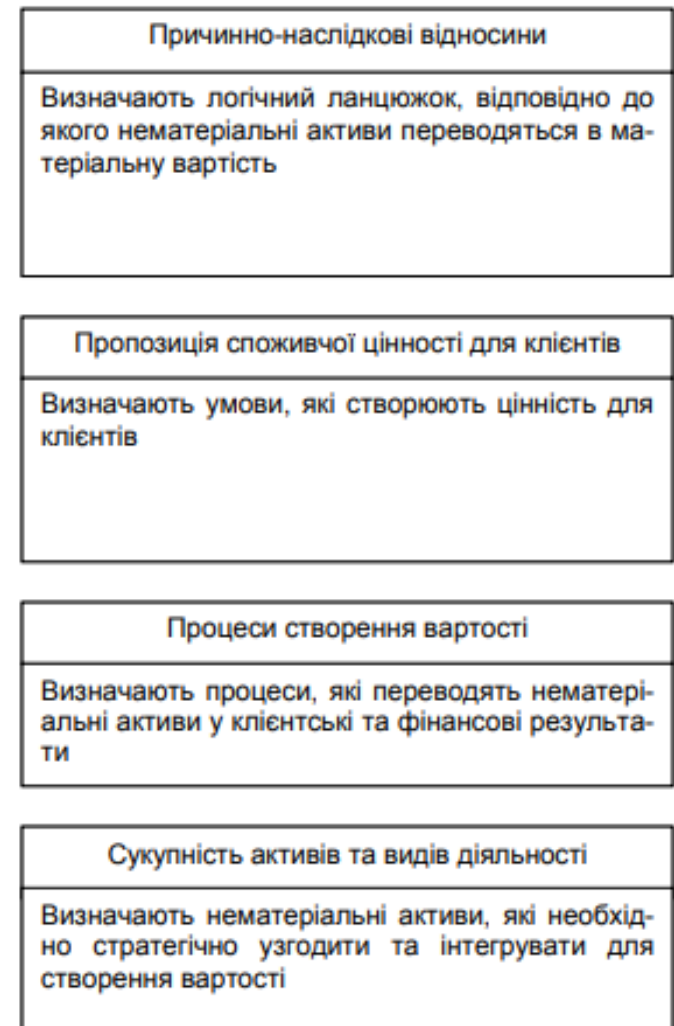 Причинно-наслідкові відносини
Визначають логічний ланцюжок, відповідно до
якого нематеріальні активи переводяться в ма-
теріальну вартість
Пропозиція споживчої цінності для клієнтів
Визначають умови, які створюють цінність для
клієнтів
Процеси створення вартості
Визначають процеси, які переводять нематері-
альні активи у клієнтські та фінансові результа-
ти
Сукупність активів та видів діяльності
Визначають нематеріальні активи, які необхід-
но стратегічно узгодити та інтегрувати для
створення вартості